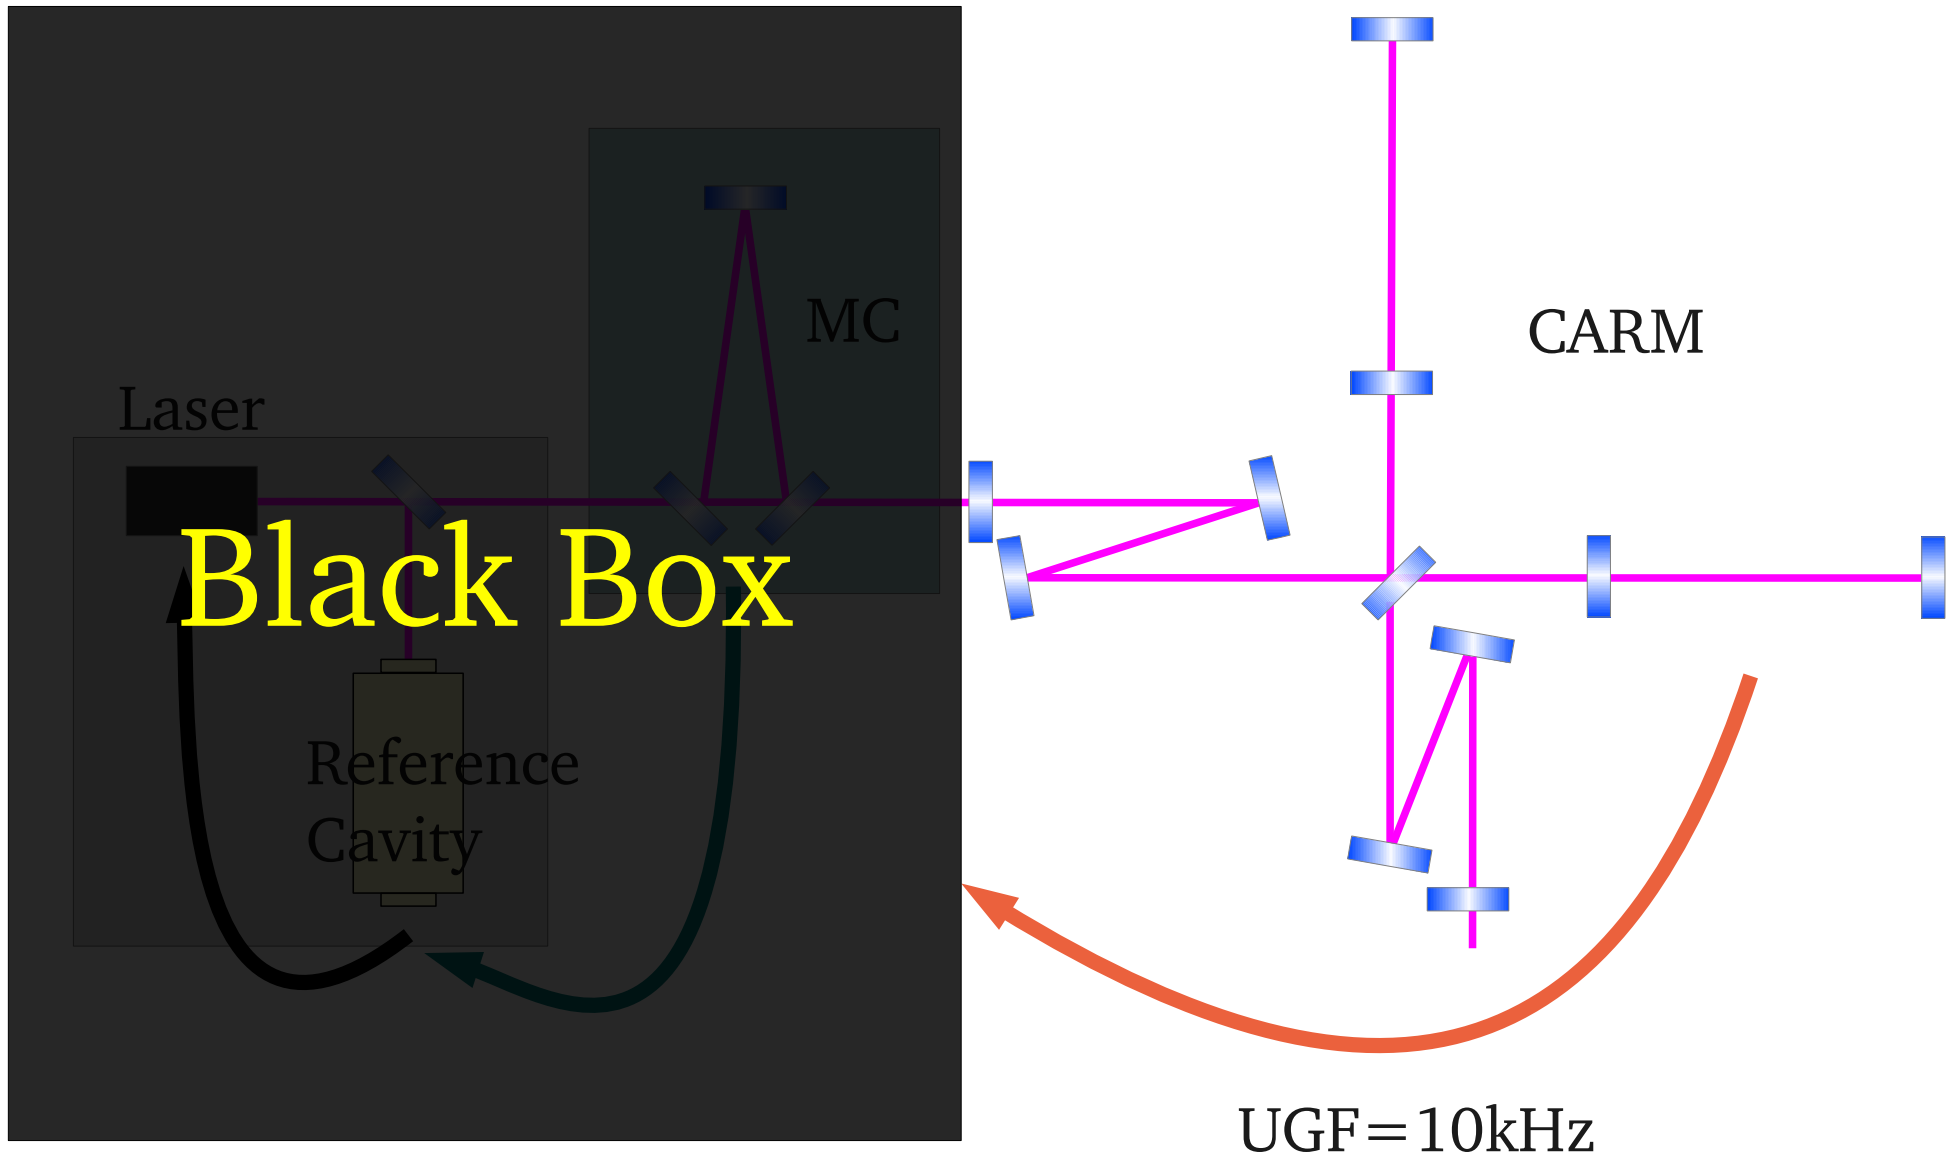 MC
CARM
Laser
Black Box
Reference
Cavity
UGF=10kHz